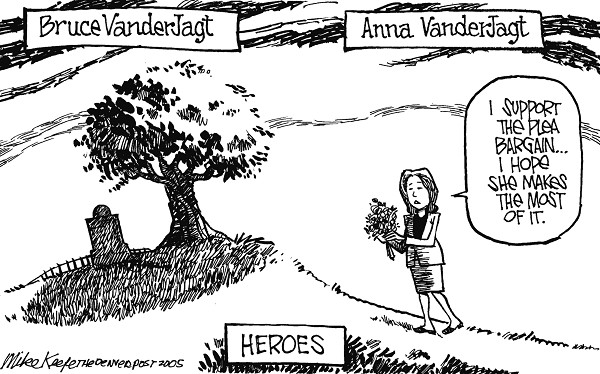 Bruce VanderJagt
Anna VanderJagt
I SUPPORT
THE PLEA
BARGAIN...
I HOPE
SHE MAKES
THE MOST
OF IT.
HEROES
Mike Keefe THE DENVER POST 2005